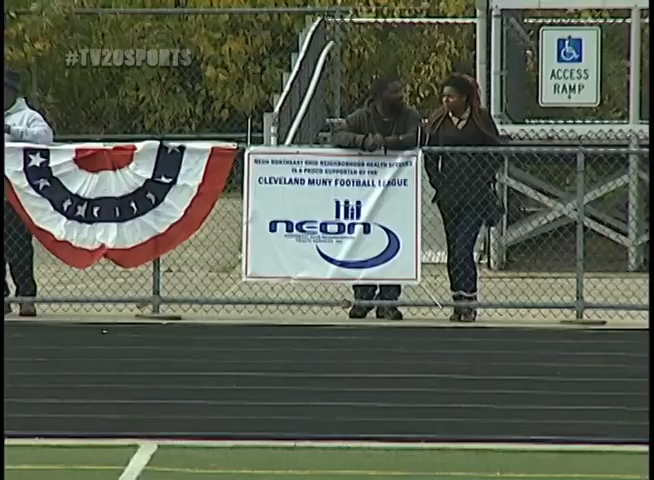 #TV20SPORTS
ACCESS
RAMP
NEON NORTHEAST OHIO NEIGHBORHOOD HEALTH SERVICES
IS A PROUD SUPPORTER OF THE
CLEVELAND MUNY FOOTBALL LEAGUE
neon